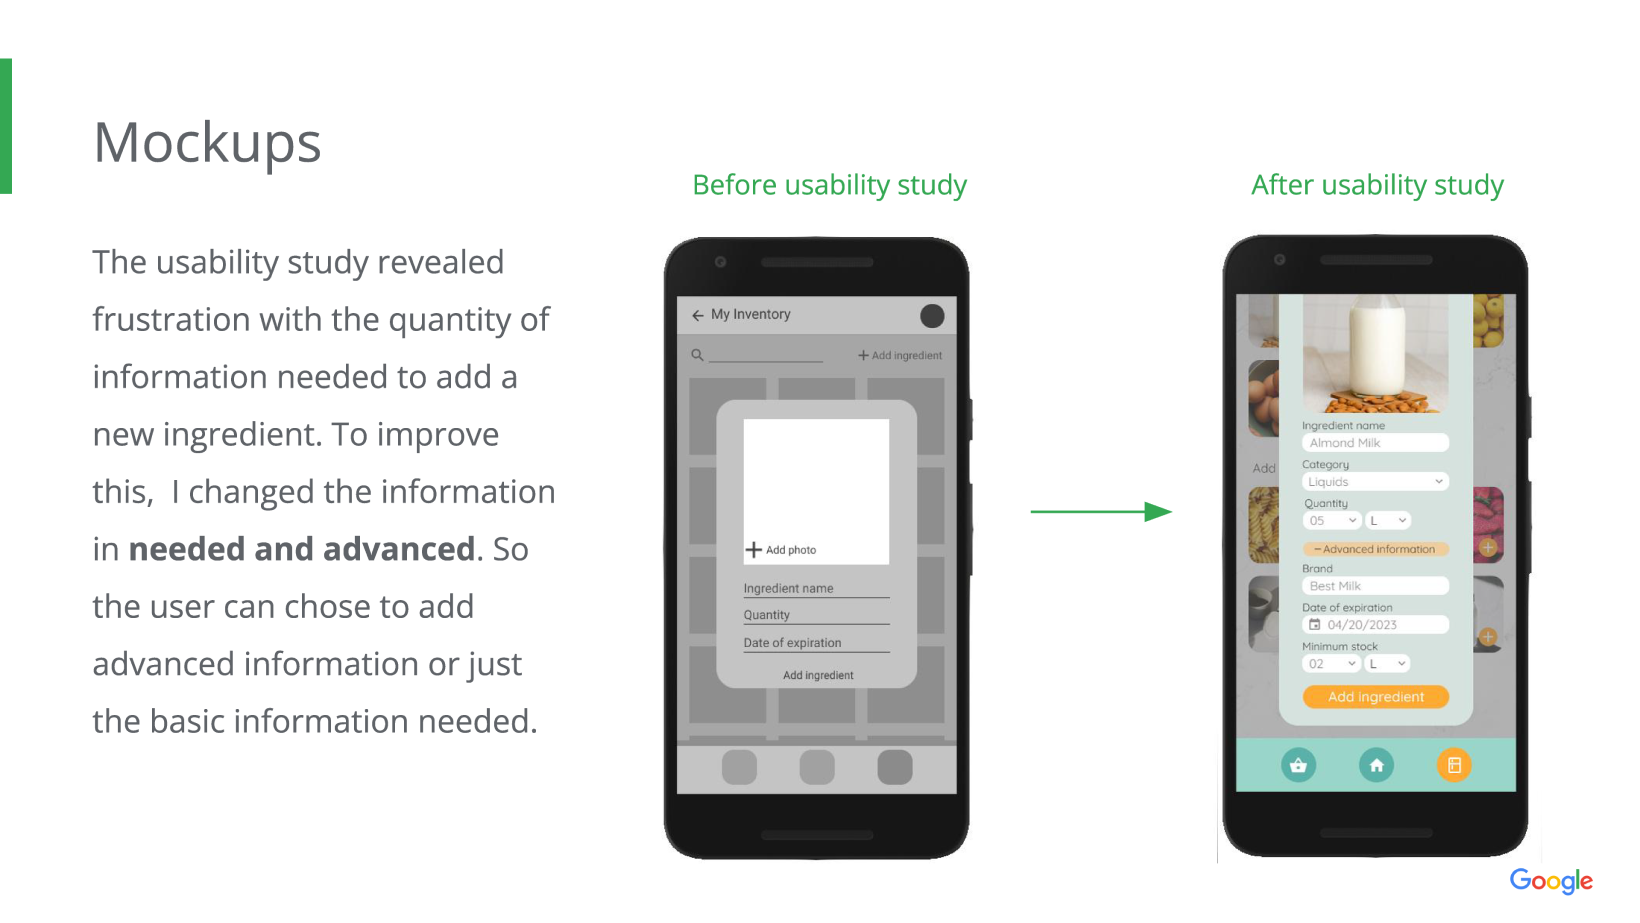 Mockups
The usability study revealed
frustration with the quantity of
information needed to add a
new ingredient. To improve
this,  I changed the information
in needed and advanced. So
the user can chose to add
advanced information or just
the basic information needed.
Before usability study
My Inventory
Add ingredient
Add photo
Ingredient name
Quantity
Date of expiration
Add ingredient
After usability study
Add
Ingredient name
Almond Milk
Category
Liquids
Quantity
05 L
Advanced information
Brand
Best Milk
Date of expiration
04/20/2023
Minimum stock
02 L
Add ingredient
Google